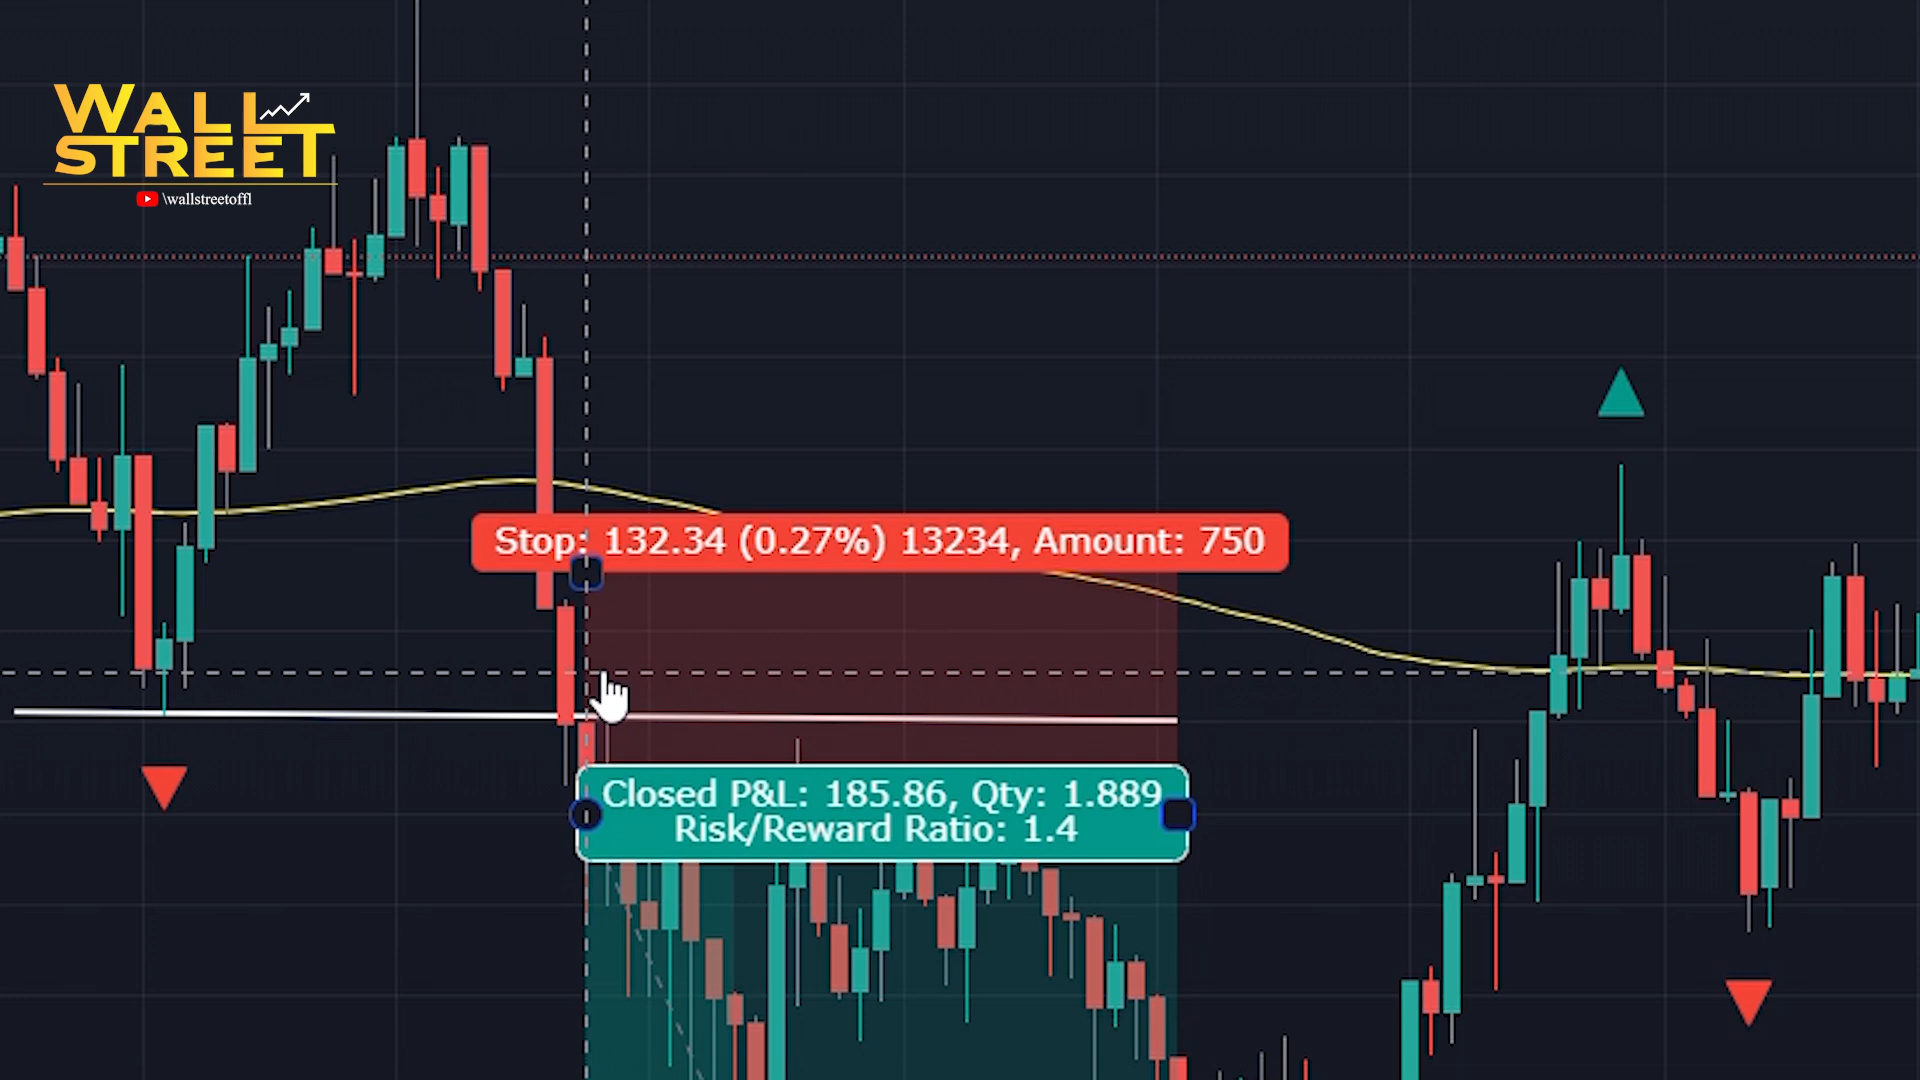 WALL
STREET
\wallstreetoffl
Stop: 132.34 (0.27%) 13234, Amount: 750
Closed P&L: 185.86, Qty: 1.889
Risk/Reward Ratio: 1.4